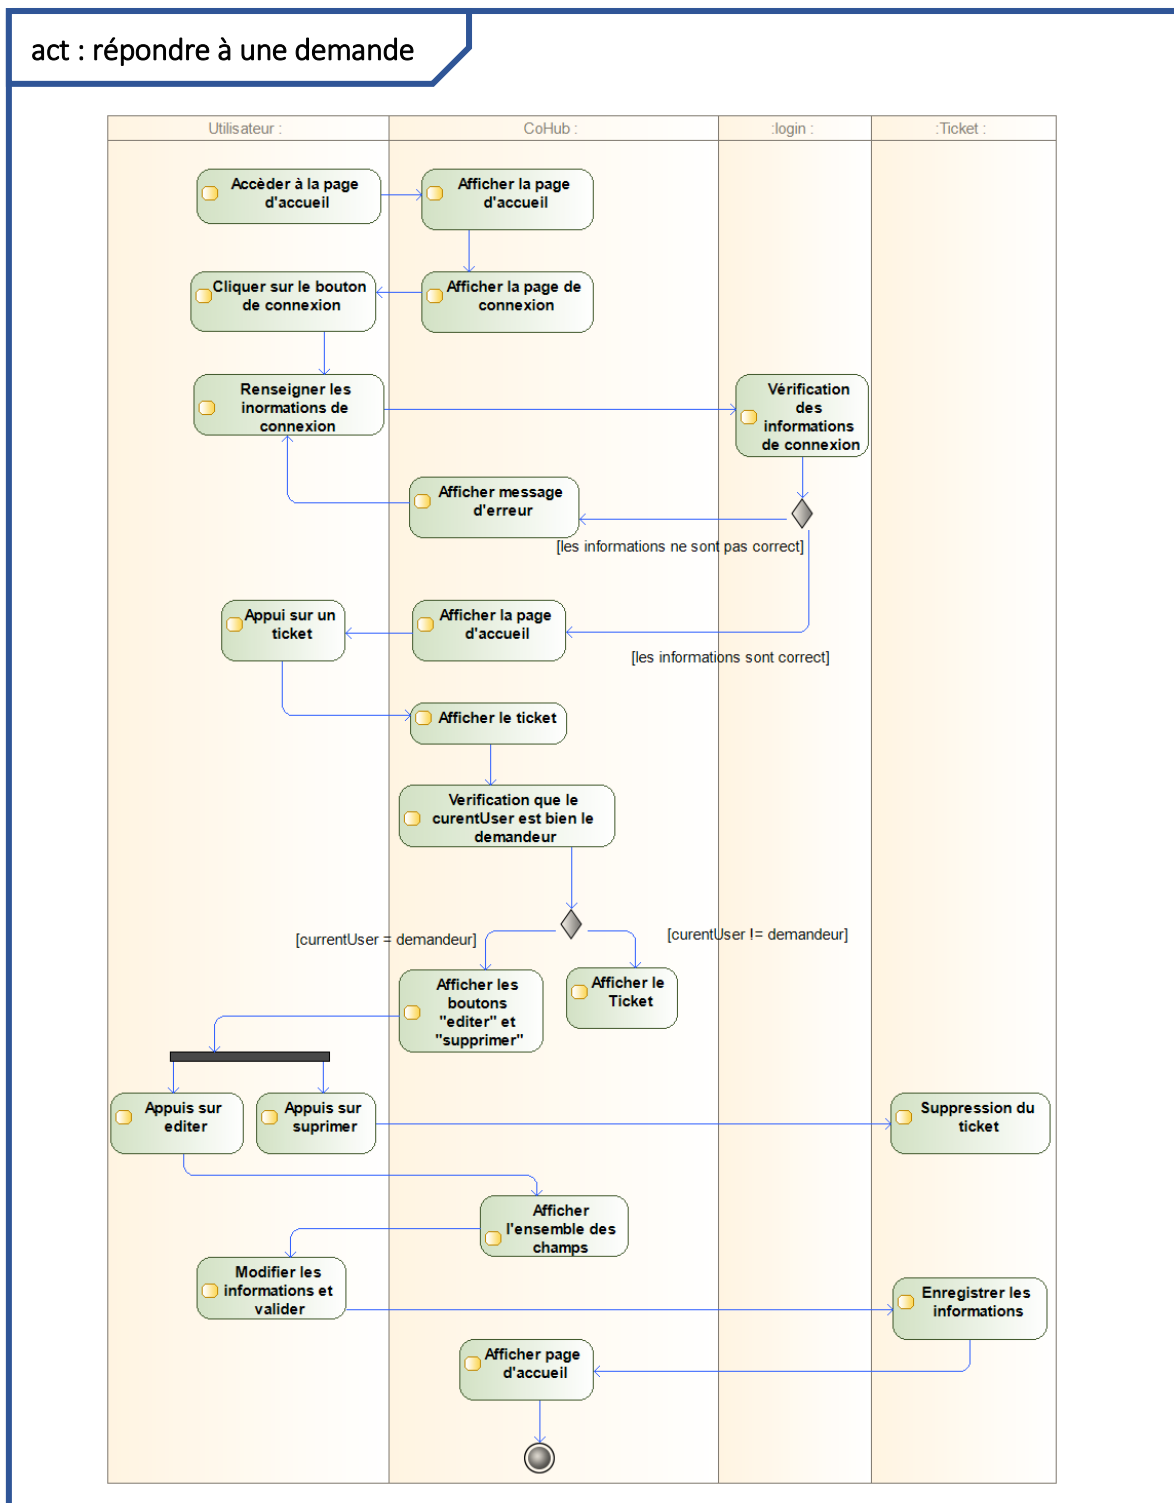 act : répondre à une demande
Utilisateur :
CoHub :
:login :
:Ticket :
Accèder à la page
d'accueil
Afficher la page
d'accueil
Cliquer sur le bouton
de connexion
Afficher la page de
connexion
Renseigner les
inormations de
connexion
Vérification
des
informations
de connexion
Afficher message
d'erreur
[les informations ne sont pas correct]
Appui sur un
ticket
Afficher la page
d'accueil
[les informations sont correct]
Afficher le ticket
Verification que le
curentUser est bien le
demandeur
[currentUser = demandeur]
[curentUser != demandeur]
Afficher les
boutons
"editer" et
"supprimer"
Afficher le
Ticket
Appuis sur
editer
Appuis sur
suprimer
Suppression du
ticket
Afficher
l'ensemble des
champs
Modifier les
informations et
valider
Enregistrer les
informations
Afficher page
d'accueil